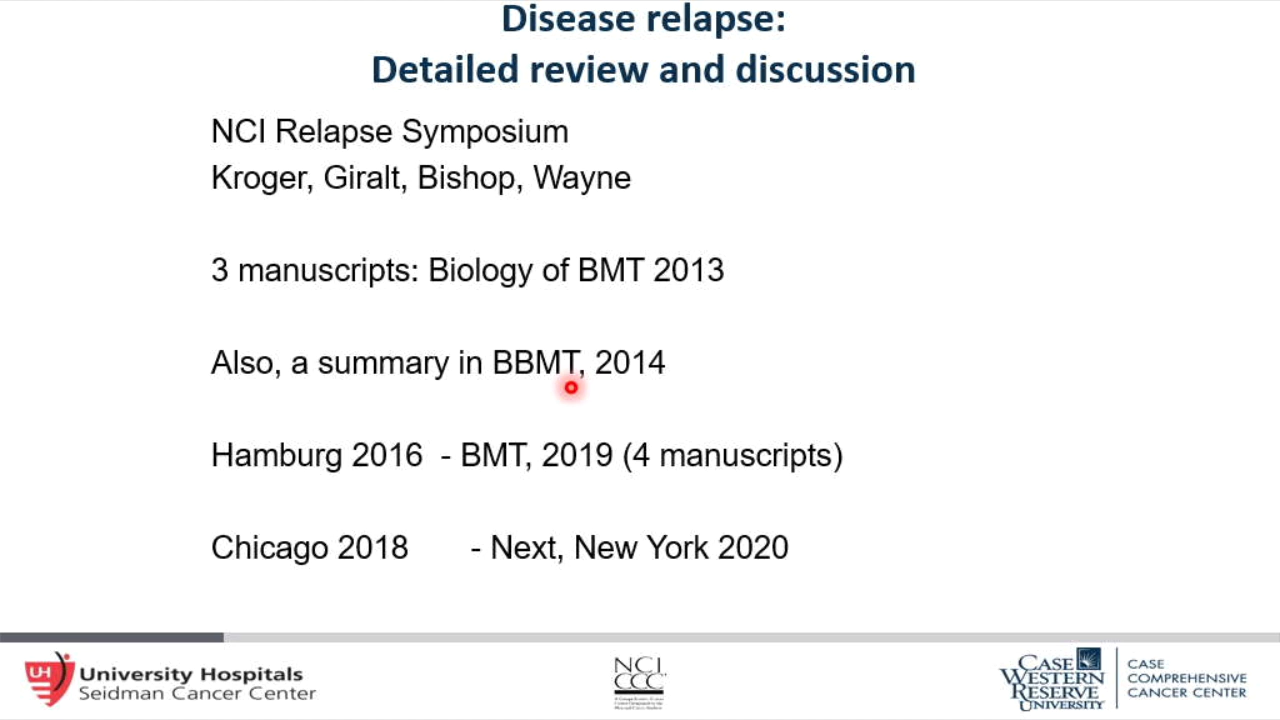 Disease relapse:
Detailed review and discussion
NCI Relapse Symposium
Kroger, Giralt, Bishop, Wayne
3 manuscripts: Biology of BMT 2013
Also, a summary in BBMT, 2014
Hamburg 2016 - BMT, 2019 (4 manuscripts)
Chicago 2018 - Next, New York 2020
UH
University Hospitals
Seidman Cancer Center
NCI
CCC
CASE
WESTERN
RESERVE
UNIVERSITY
CASE
COMPREHENSIVE
CANCER CENTER